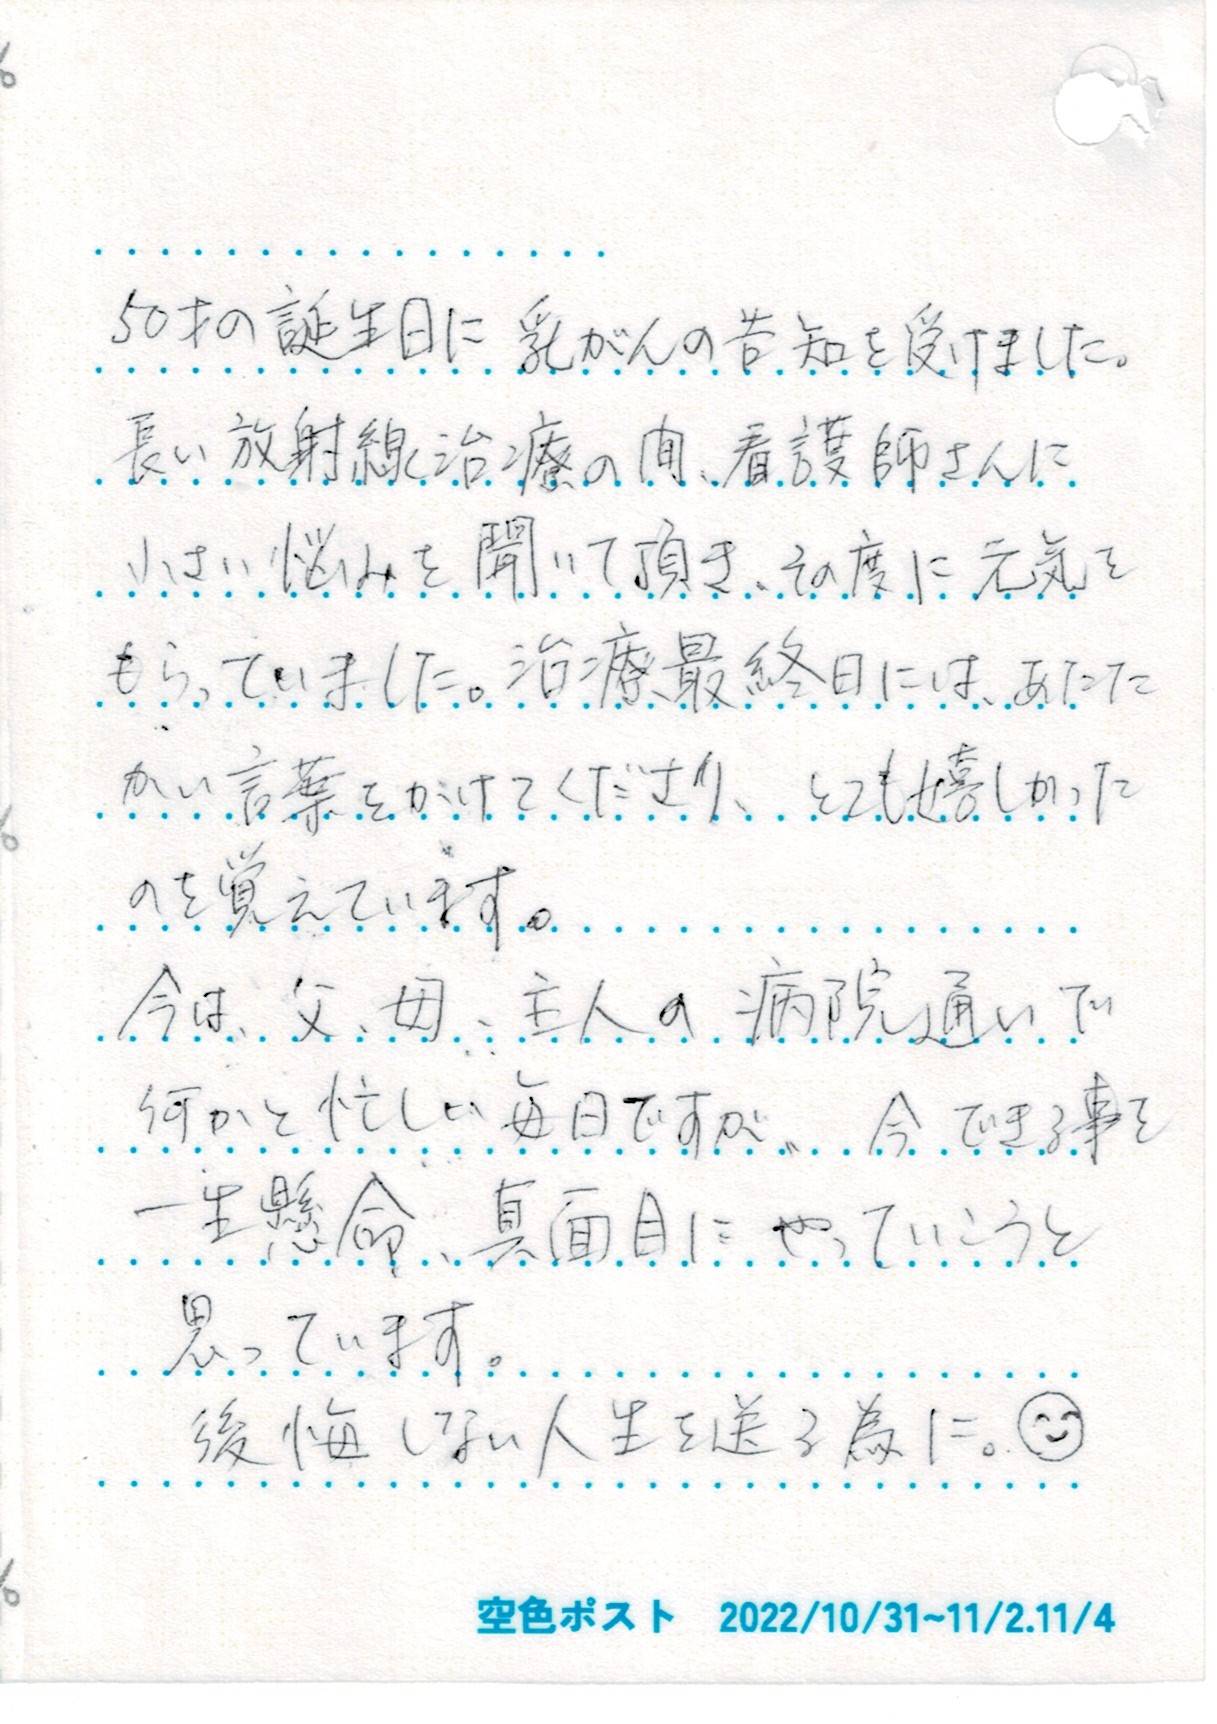 50才の誕生日に乳がんの告知を受けました。
長い放射線治療の間、看護師さんに
小さい悩みを聞いて頂き、その度に元気を
もらっていました。治療最終日には、あたた
かい言葉をかけてくださり、とても嬉しかった
のを覚えています。
今は、父、母、主人の病院通いで
何かと忙しい毎日ですが、今できる事を
一生懸命、真面目にやっていこうと
思っています。
後悔しない人生を送る為に。
空色ポスト 2022/10/31~11/2.11/4